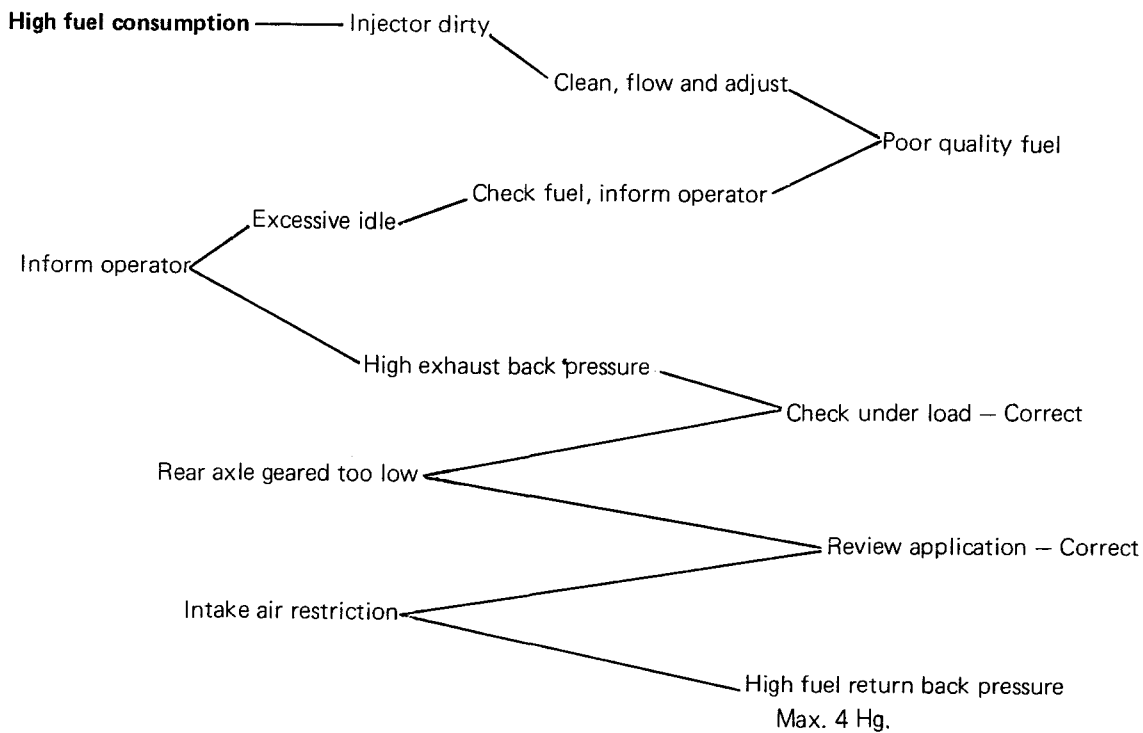 High fuel consumption
Injector dirty
Clean, flow and adjust
Poor quality fuel
Check fuel, inform operator
Excessive idle
Inform operator
High exhaust back pressure
Check under load — Correct
Rear axle geared too low
Review application — Correct
Intake air restriction
High fuel return back pressure
Max. 4 Hg.